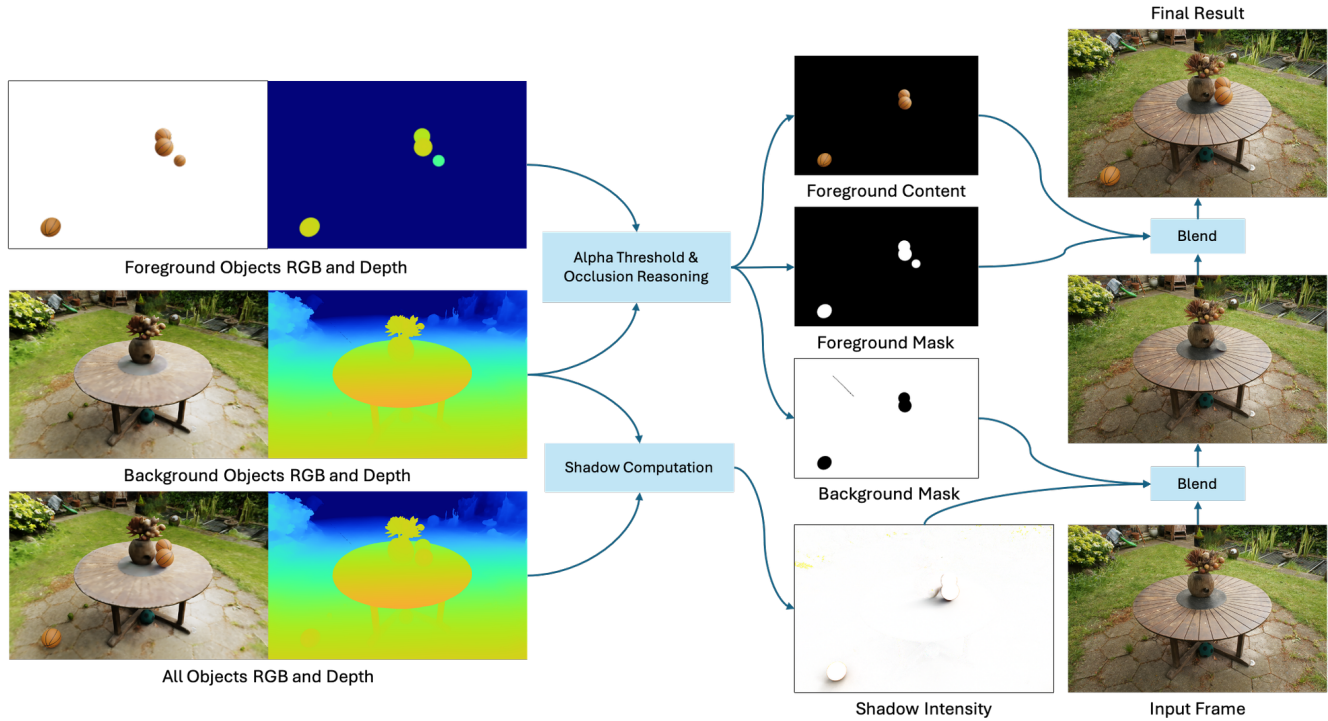 Final Result
Foreground Content
Foreground Objects RGB and Depth
Alpha Threshold &
Occlusion Reasoning
Blend
Foreground Mask
Background Objects RGB and Depth
Shadow Computation
Background Mask
Blend
All Objects RGB and Depth
Shadow Intensity
Input Frame